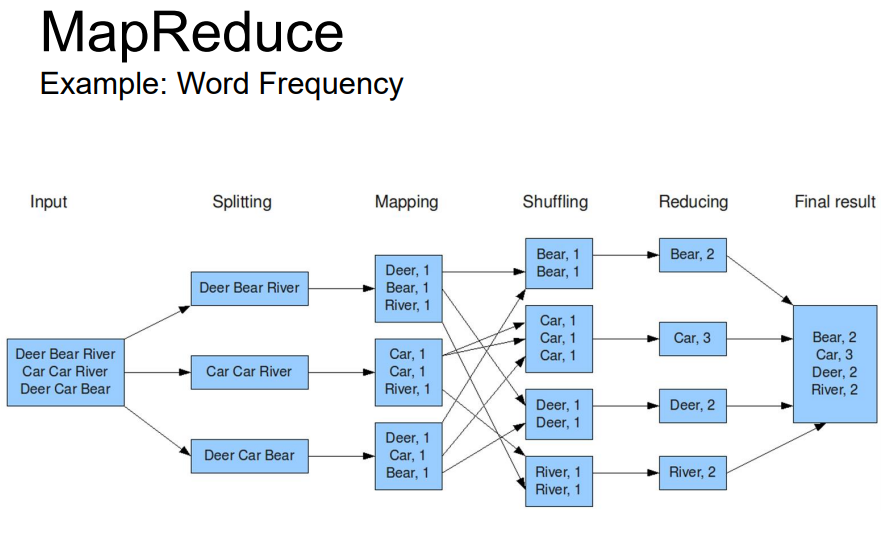 MapReduce
Example: Word Frequency
Input
Splitting
Mapping
Shuffling
Reducing
Final result
Deer Bear River
Car Car River
Deer Car Bear
Deer Bear River
Car Car River
Deer Car Bear
Deer, 1
Bear, 1
River, 1
Car, 1
Car, 1
River, 1
Deer, 1
Car, 1
Bear, 1
Bear, 1
Bear, 1
Car, 1
Car, 1
Car, 1
Deer, 1
Deer, 1
River, 1
River, 1
Bear, 2
Car, 3
Deer, 2
River, 2
Bear, 2
Car, 3
Deer, 2
River, 2